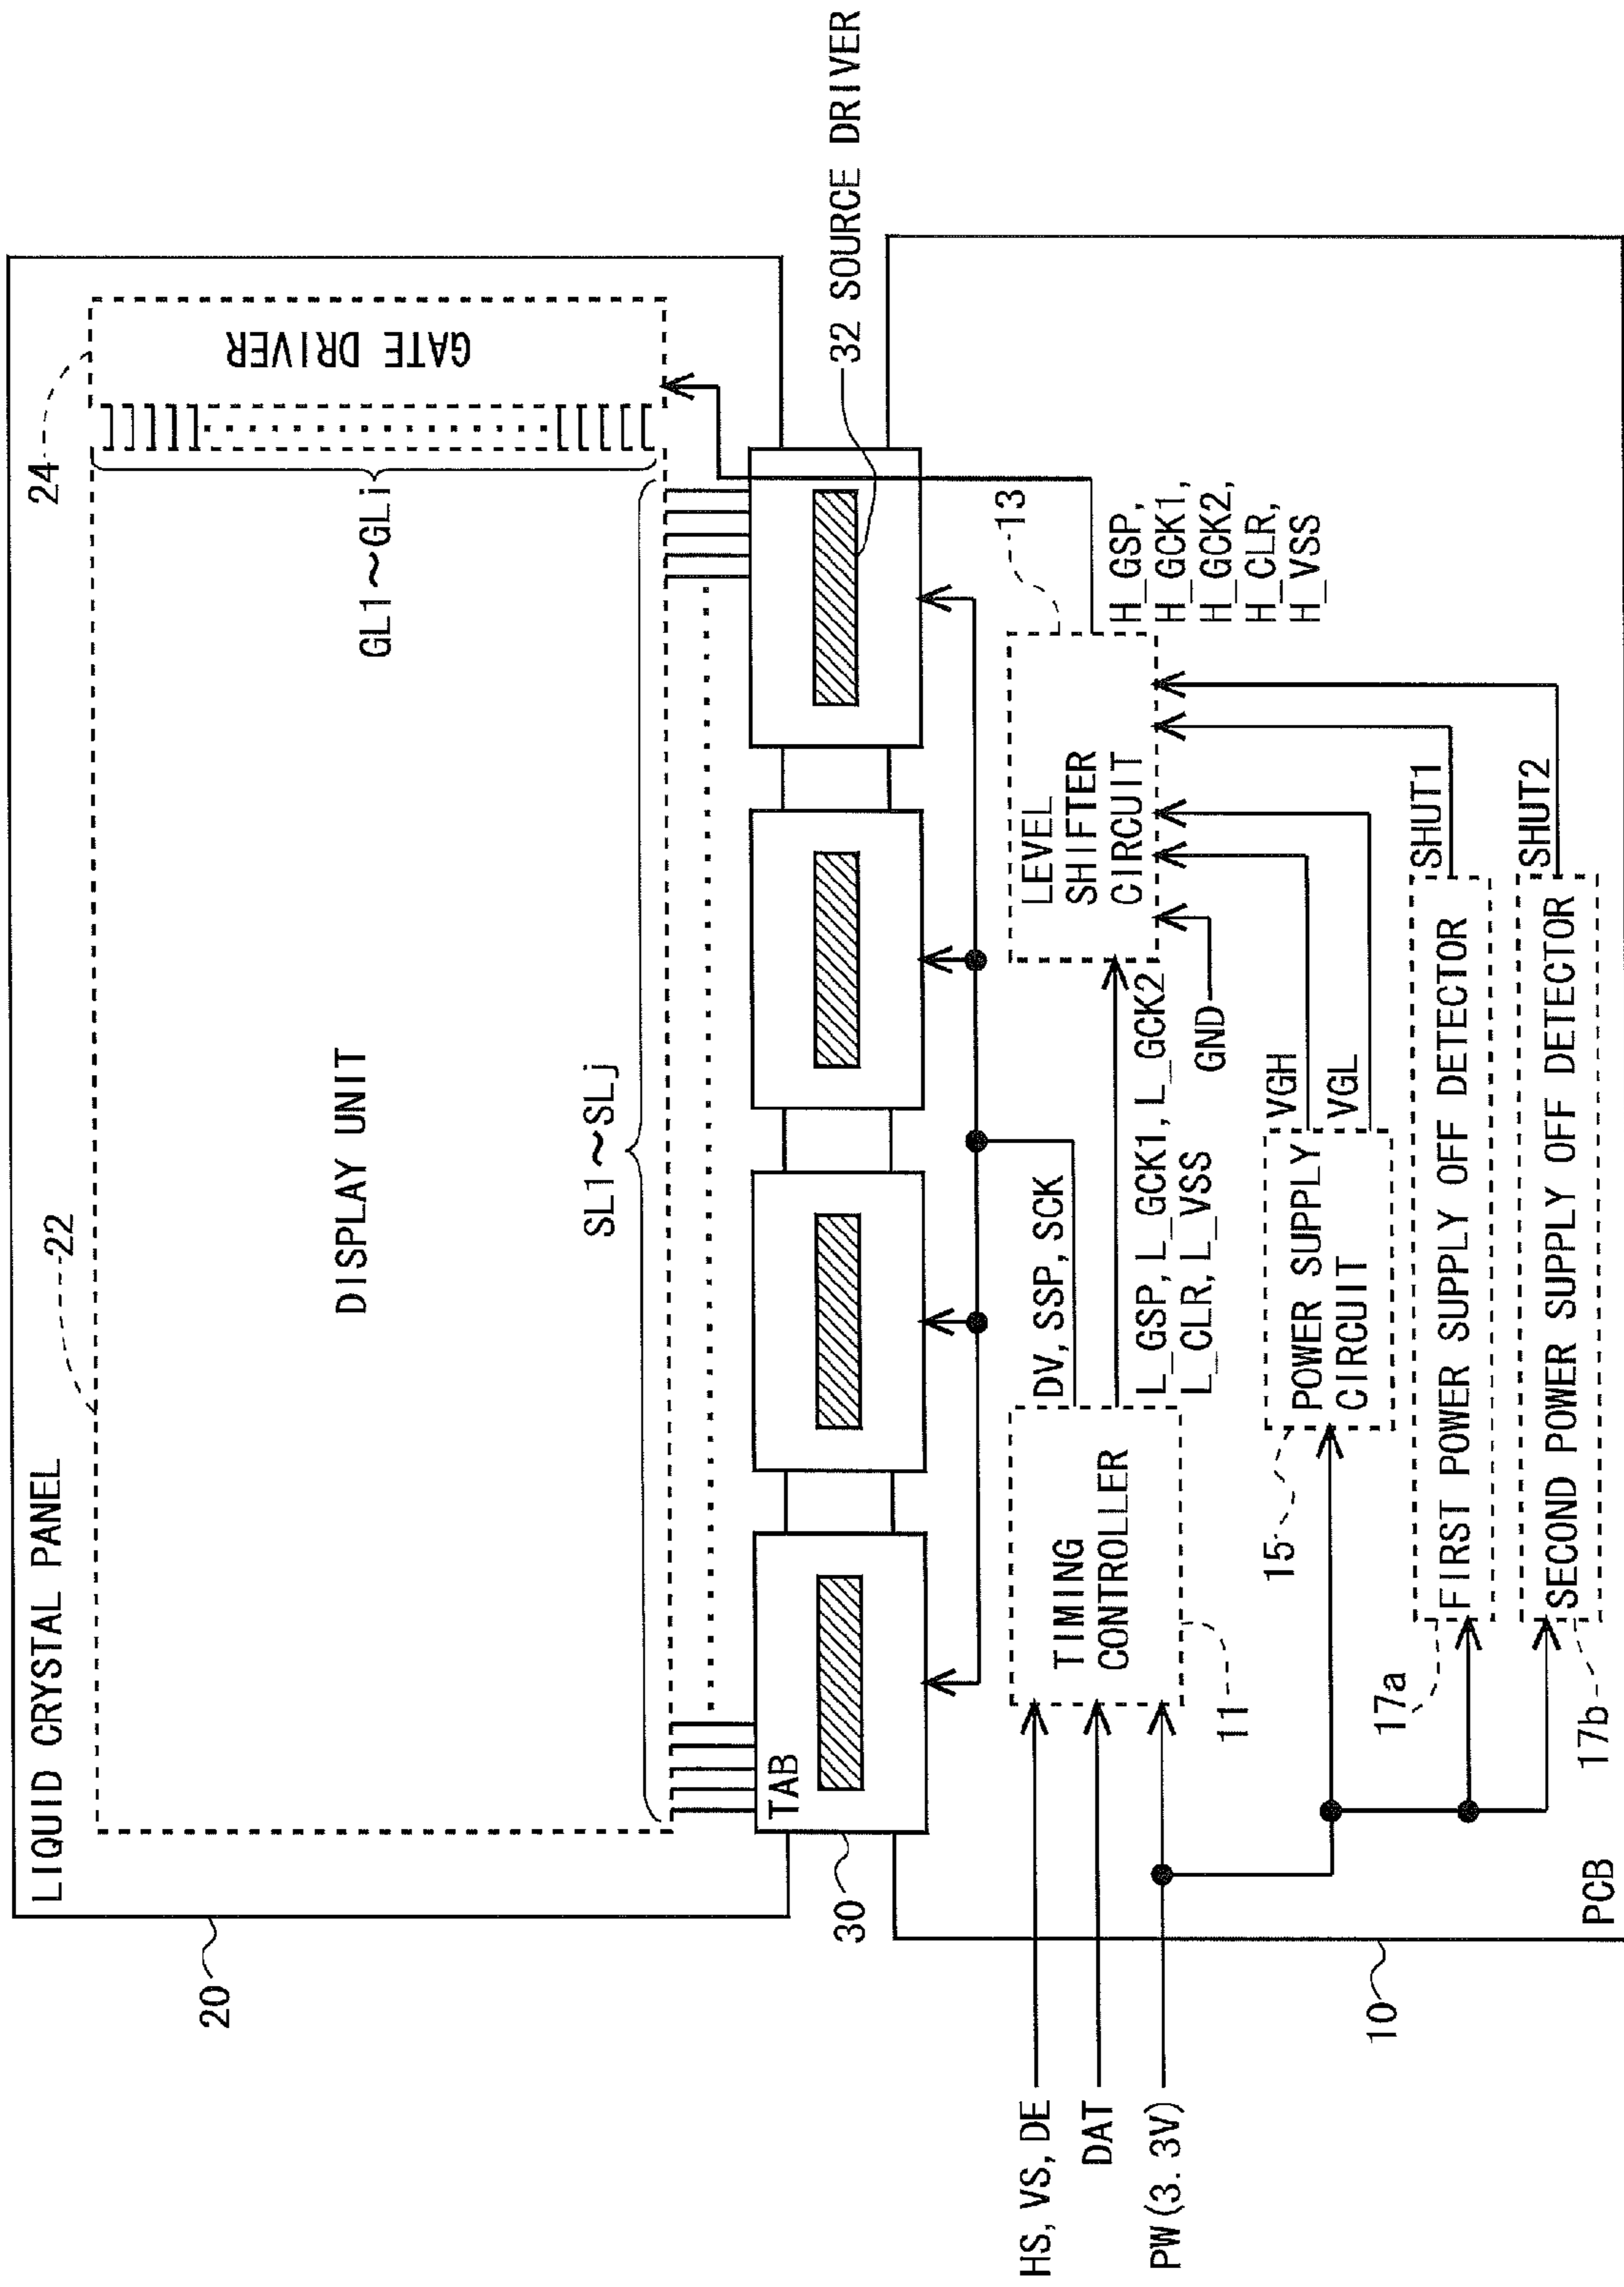 LIQUID CRYSTAL PANEL
20
22
DISPLAY UNIT
24
GATE DRIVER
GL1~GLi
SL1~SLj
TAB
30
32 SOURCE DRIVER
HS, VS, DE
DAT
PW(3. 3V)
TIMING
CONTROLLER
11
DV, SSP, SCK
L_GSP, L_GCK1, L_GCK2
L_CLR, L_VSS
GND
LEVEL
SHIFTER
CIRCUIT
13
H_GSP,
H_GCK1,
H_GCK2,
H_CLR,
H_VSS
15
POWER SUPPLY
CIRCUIT
VGH
VGL
17a
FIRST POWER SUPPLY OFF DETECTOR
SHUT1
17b
SECOND POWER SUPPLY OFF DETECTOR
SHUT2
PCB
10